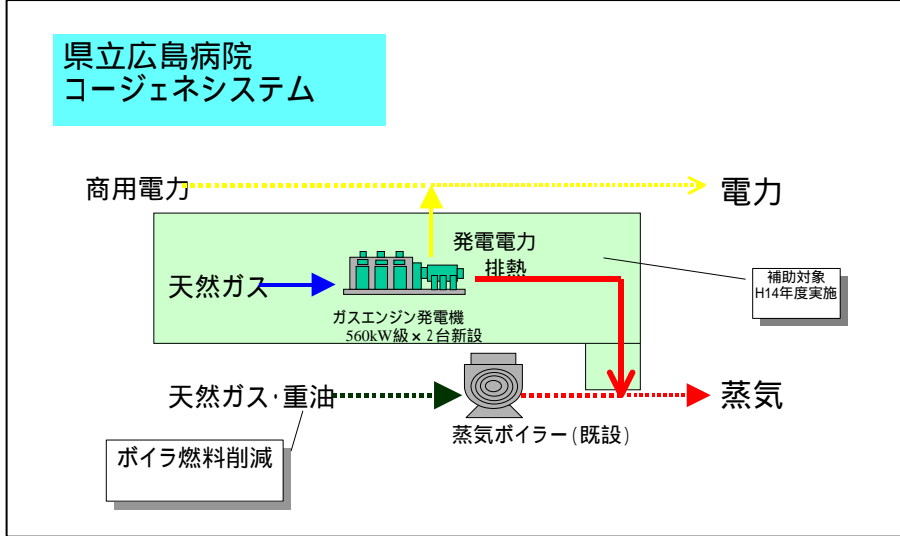 県立広島病院
コージェネシステム
商用電力
電力
発電電力
排熱
天然ガス
補助対象
H14年度実施
ガスエンジン発電機
560kW級×2台新設
天然ガス・重油
蒸気
蒸気ボイラー(既設)
ボイラ燃料削減